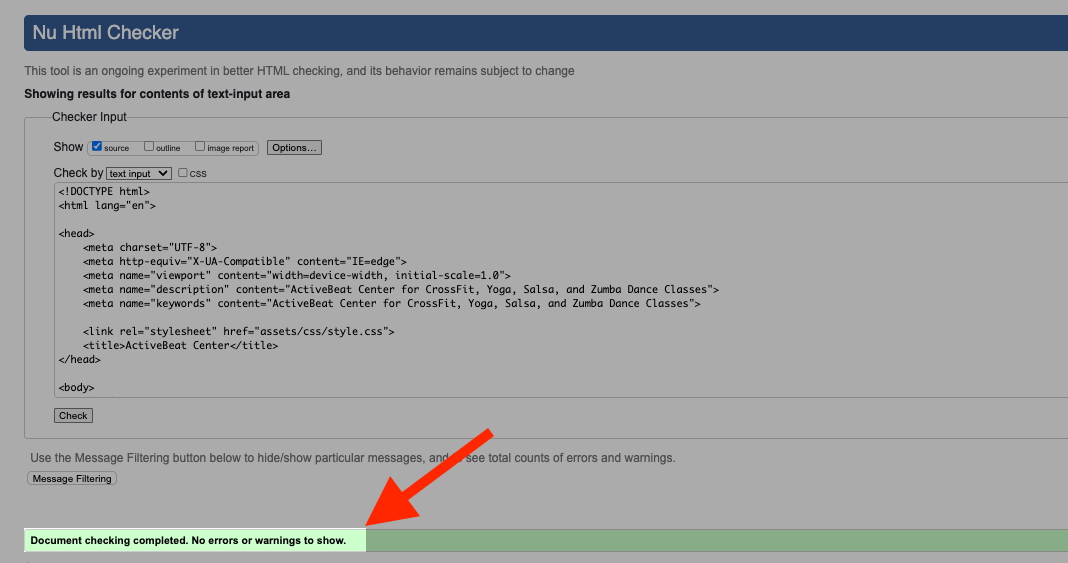 Nu Html Checker
This tool is an ongoing experiment in better HTML checking, and its behavior remains subject to change
Showing results for contents of text-input area
Checker Input
Show source outline image report Options...
Check by text input css
<!DOCTYPE html>
<html lang="en">
<head>
<meta charset="UTF-8">
<meta http-equiv="X-UA-Compatible" content="IE=edge">
<meta name="viewport" content="width=device-width, initial-scale=1.0">
<meta name="description" content="ActiveBeat Center for CrossFit, Yoga, Salsa, and Zumba Dance Classes">
<meta name="keywords" content="ActiveBeat Center for CrossFit, Yoga, Salsa, and Zumba Dance Classes">
<link rel="stylesheet" href="assets/css/style.css">
<title>ActiveBeat Center</title>
</head>
<body>
Check
Use the Message Filtering button below to hide/show particular messages, and see total counts of errors and warnings.
Message Filtering
Document checking completed. No errors or warnings to show.